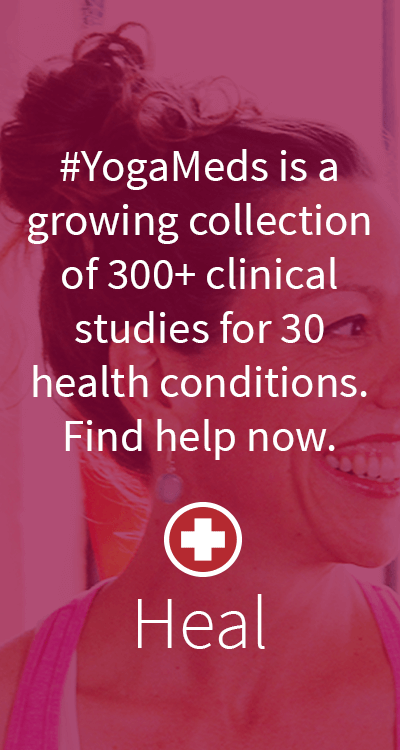 #YogaMeds is a
growing collection
of 300+ clinical
studies for 30
health conditions.
Find help now.
Heal